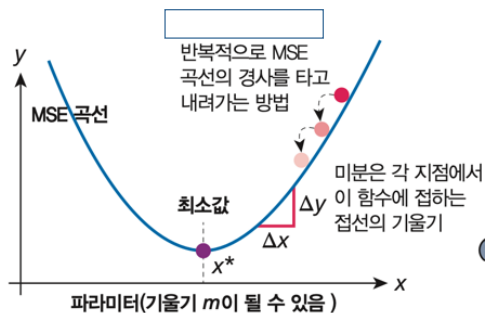 반복적으로 MSE
곡선의 경사를 타고
내려가는 방법
y
MSE 곡선
미분은 각 지점에서
이 함수에 접하는
접선의 기울기
최소값
Δy
Δx
x*
x
파라미터(기울기 m이 될 수 있음 )